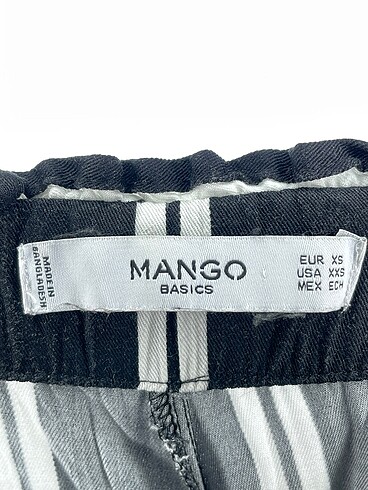 MADE IN
BANGLADESH
MANGO
BASICS
EUR XS
USA XXS
MEX ECH